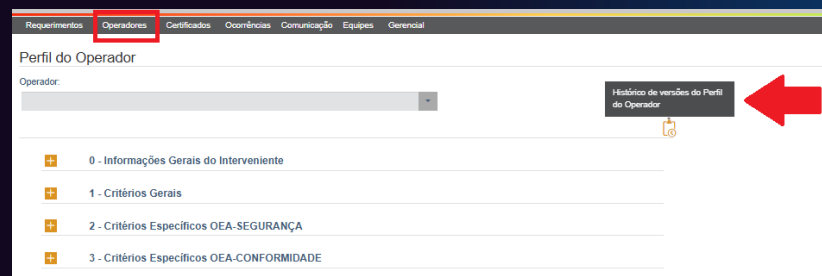 Requerimentos Operadores Certificados Ocorrências Comunicação Equipes Gerencial
Perfil do Operador
Operador:
Histórico de versões do Perfil
do Operador
0 - Informações Gerais do Interveniente
1 - Critérios Gerais
2 - Critérios Específicos OEA-SEGURANÇA
3 - Critérios Específicos OEA-CONFORMIDADE